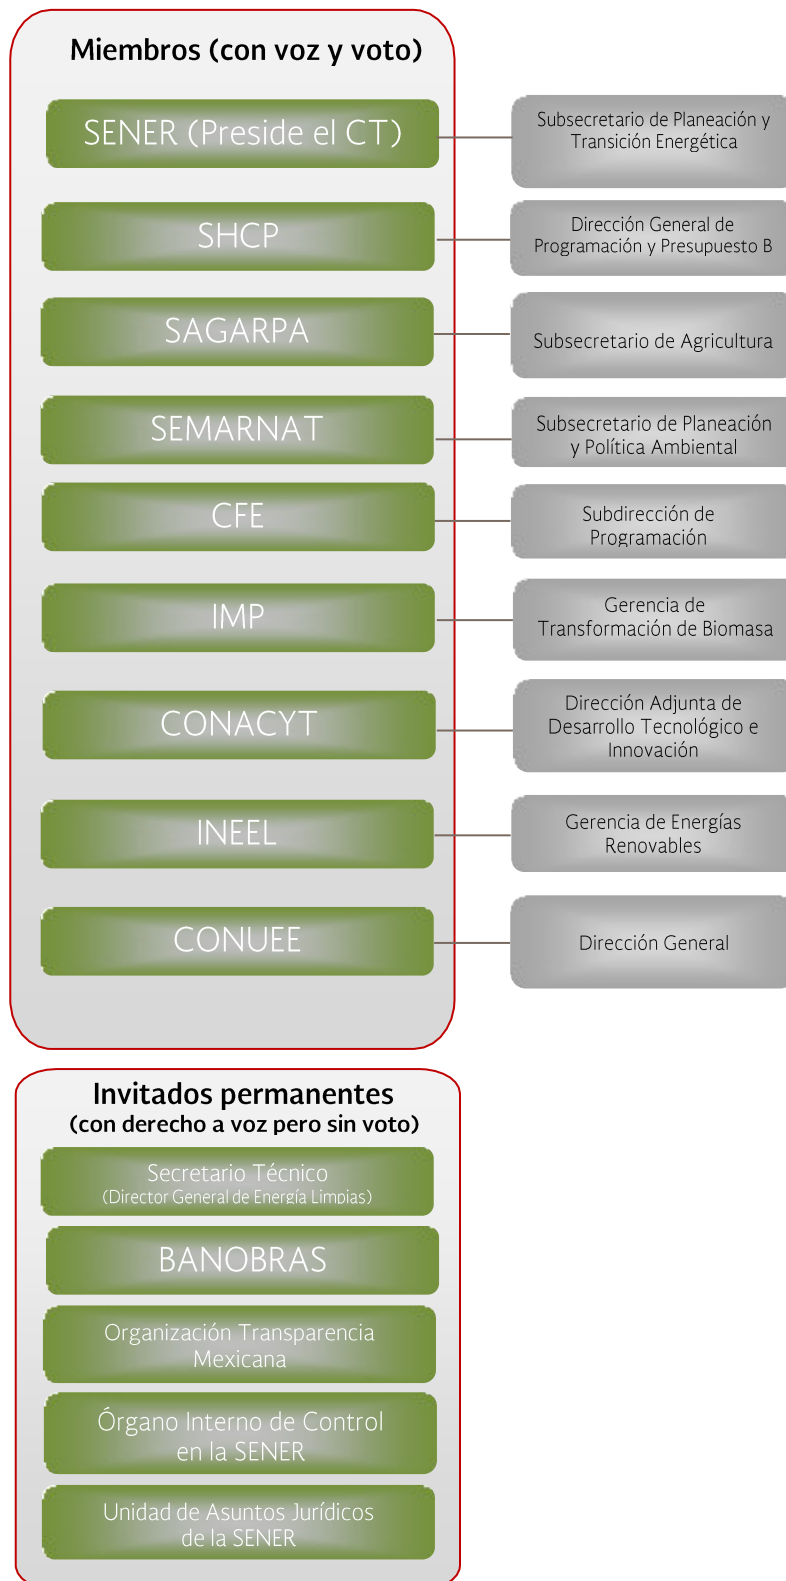 Miembros (con voz y voto)
SENER (Preside el CT)
Subsecretario de Planeación y
Transición Energética
SHCP
Dirección General de
Programación y Presupuesto B
SAGARPA
Subsecretario de Agricultura
SEMARNAT
Subsecretario de Planeación
y Política Ambiental
CFE
Subdirección de
Programación
IMP
Gerencia de
Transformación de Biomasa
CONACYT
Dirección Adjunta de
Desarrollo Tecnológico e
Innovación
INEEL
Gerencia de Energías
Renovables
CONUEE
Dirección General
Invitados permanentes
(con derecho a voz pero sin voto)
Secretario Técnico
(Director General de Energía Limpias)
BANOBRAS
Organización Transparencia
Mexicana
Órgano Interno de Control
en la SENER
Unidad de Asuntos Jurídicos
de la SENER